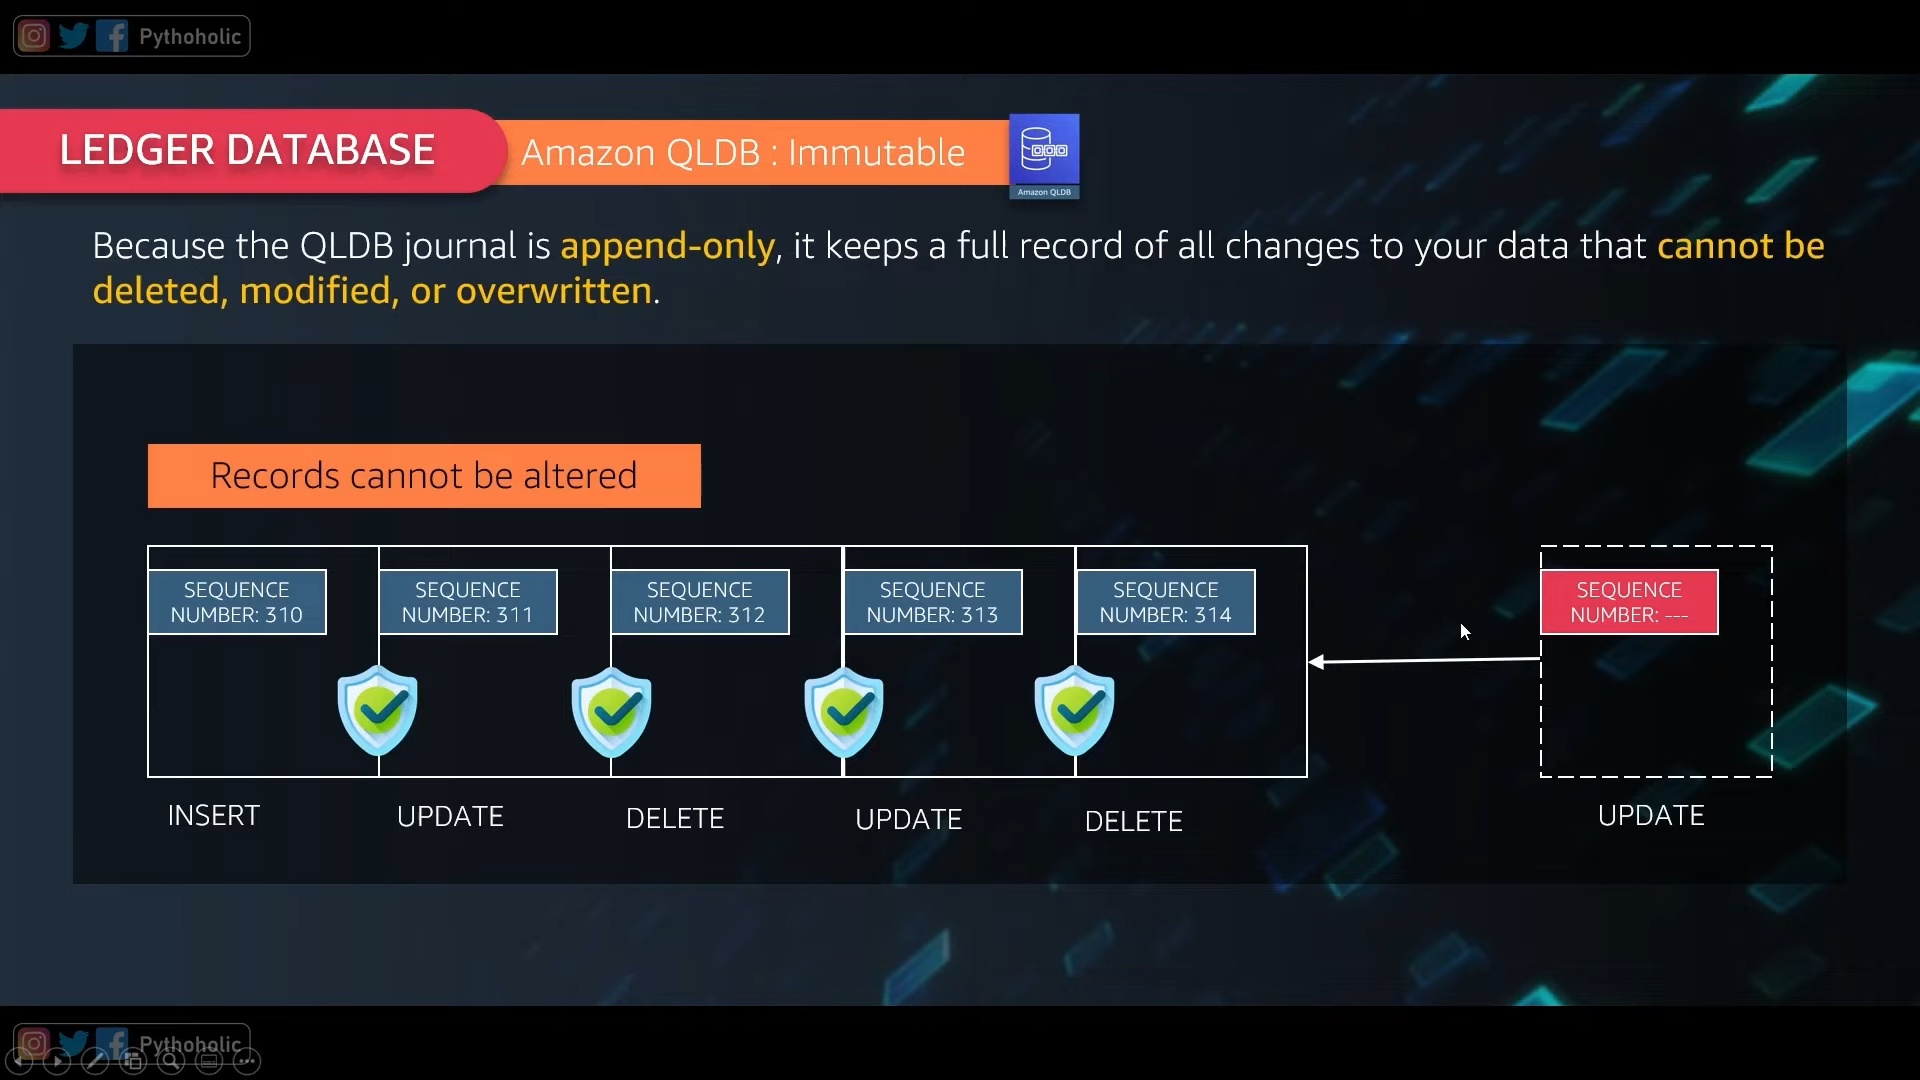 Pythoholic
LEDGER DATABASE
Amazon QLDB : Immutable
Amazon QLDB
Because the QLDB journal is append-only, it keeps a full record of all changes to your data that cannot be
deleted, modified, or overwritten.
Records cannot be altered
SEQUENCE
NUMBER: 310
SEQUENCE
NUMBER: 311
SEQUENCE
NUMBER: 312
SEQUENCE
NUMBER: 313
SEQUENCE
NUMBER: 314
SEQUENCE
NUMBER: ---
INSERT
UPDATE
DELETE
UPDATE
DELETE
UPDATE
Pythoholic